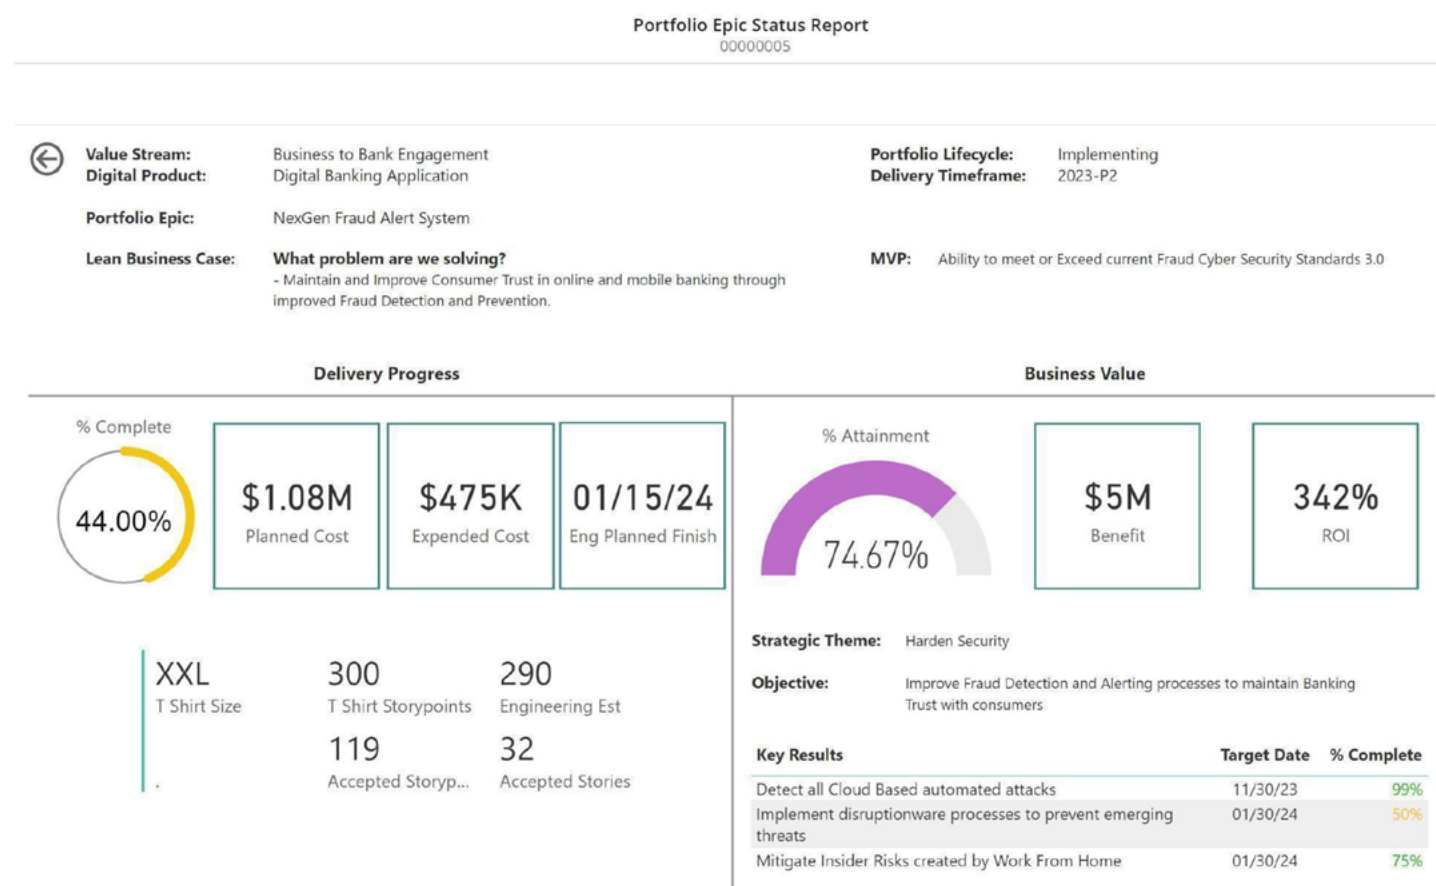 Portfolio Epic Status Report
00000005
Value Stream: Business to Bank Engagement
Digital Product: Digital Banking Application
Portfolio Epic: NexGen Fraud Alert System
Lean Business Case: What problem are we solving?
- Maintain and Improve Consumer Trust in online and mobile banking through
improved Fraud Detection and Prevention.
Portfolio Lifecycle: Implementing
Delivery Timeframe: 2023-P2
MVP: Ability to meet or Exceed current Fraud Cyber Security Standards 3.0
Delivery Progress
% Complete
44.00%
$1.08M
Planned Cost
$475K
Expended Cost
01/15/24
Eng Planned Finish
XXL
T Shirt Size
300
T Shirt Storypoints
290
Engineering Est
.
119
Accepted Storyp...
32
Accepted Stories
Business Value
% Attainment
74.67%
$5M
Benefit
342%
ROI
Strategic Theme: Harden Security
Objective: Improve Fraud Detection and Alerting processes to maintain Banking
Trust with consumers
Key Results Target Date % Complete
Detect all Cloud Based automated attacks 11/30/23 99%
Implement disruptionware processes to prevent emerging 01/30/24 50%
threats
Mitigate Insider Risks created by Work From Home 01/30/24 75%